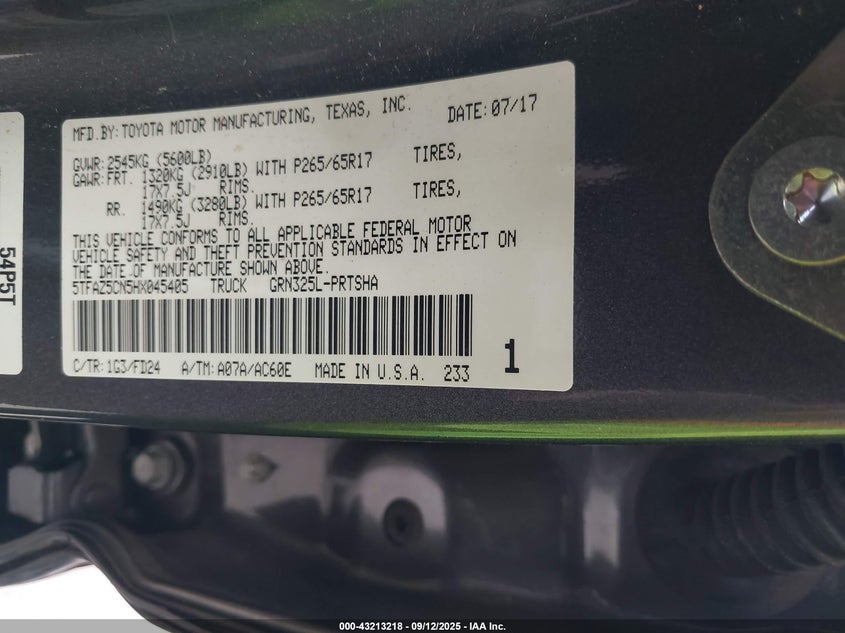 MFD.BY:TOYOTA MOTOR MANUFACTURING, TEXAS, INC. DATE:07/17
GVWR:2545KG (5600LB)
GAWR:FRT. 1320KG (2910LB) WITH P265/65R17 TIRES,
17X7.5J RIMS.
RR. 1490KG (3280LB) WITH P265/65R17 TIRES,
17X7.5J RIMS.
THIS VEHICLE CONFORMS TO ALL APPLICABLE FEDERAL MOTOR
VEHICLE SAFETY AND THEFT PREVENTION STANDARDS IN EFFECT ON
THE DATE OF MANUFACTURE SHOWN ABOVE.
5TFAZ5CN5HX045405 TRUCK GRN325L-PRTSHA
C/TR:1G3/FD24 A/TM:A07A/AC60E MADE IN U.S.A. 233 1
54P5T
000-43213218 - 09/12/2025 - IAA Inc.